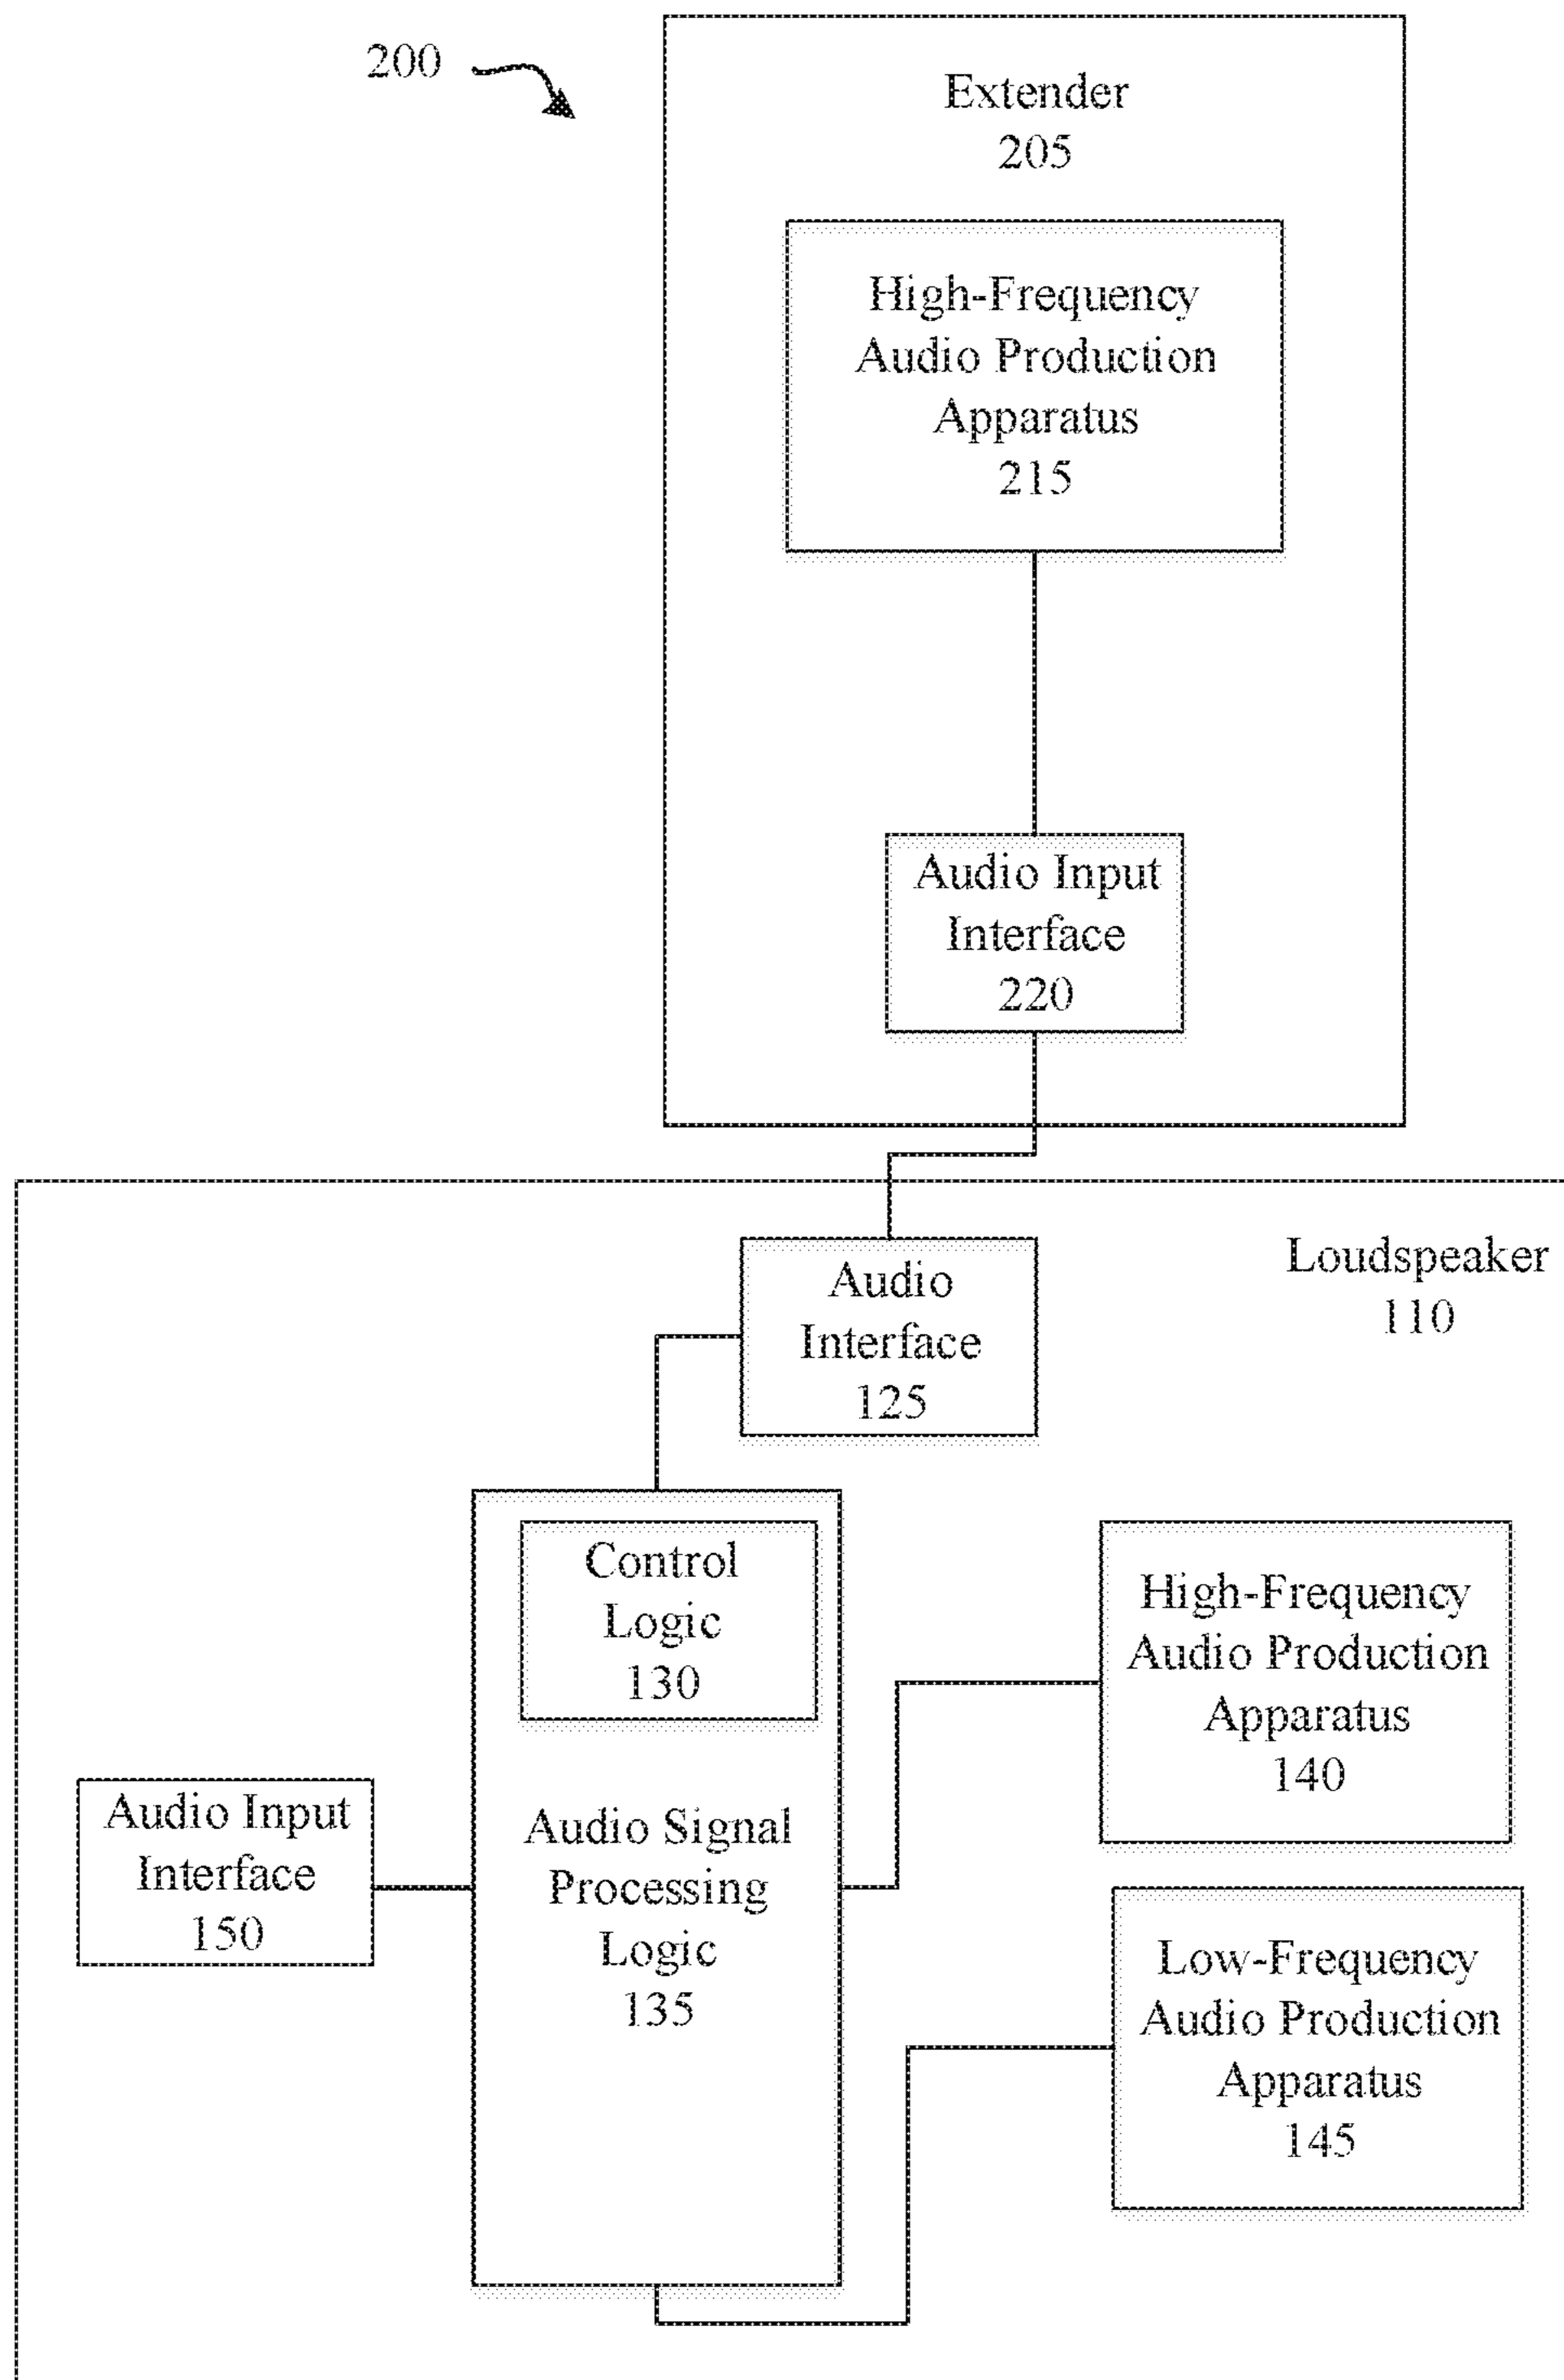 200
Extender
205
High-Frequency
Audio Production
Apparatus
215
Audio Input
Interface
220
Loudspeaker
110
Audio
Interface
125
Control
Logic
130
High-Frequency
Audio Production
Apparatus
140
Audio Input
Interface
150
Audio Signal
Processing
Logic
135
Low-Frequency
Audio Production
Apparatus
145